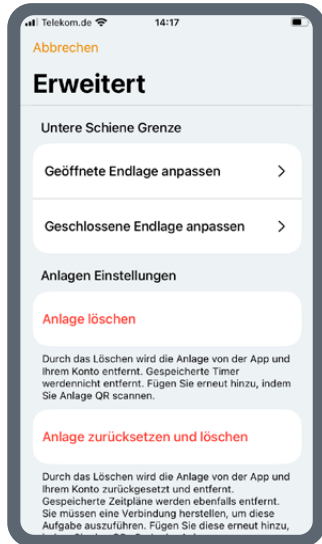 Telekom.de 14:17
Abbrechen
Erweitert
Untere Schiene Grenze
Geöffnete Endlage anpassen
Geschlossene Endlage anpassen
Anlagen Einstellungen
Anlage löschen
Durch das Löschen wird die Anlage von der App und
Ihrem Konto entfernt. Gespeicherte Timer
werdennicht entfernt. Fügen Sie erneut hinzu, indem
Sie Anlage QR scannen.
Anlage zurücksetzen und löschen
Durch das Löschen wird die Anlage von der App und
Ihrem Konto zurückgesetzt und entfernt.
Gespeicherte Zeitpläne werden ebenfalls entfernt.
Sie müssen eine Verbindung herstellen, um diese
Aufgabe auszuführen. Fügen Sie diese erneut hinzu,